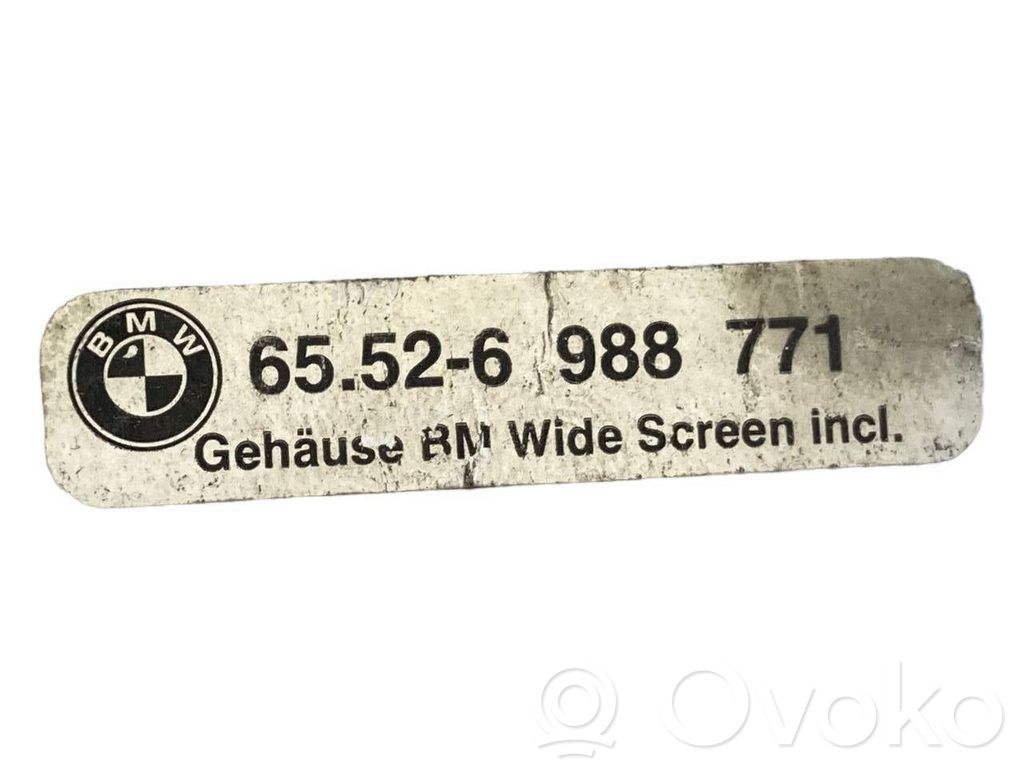 BMW
65.52-6 988 771
Gehäuse BM Wide Screen incl.
Ovoko